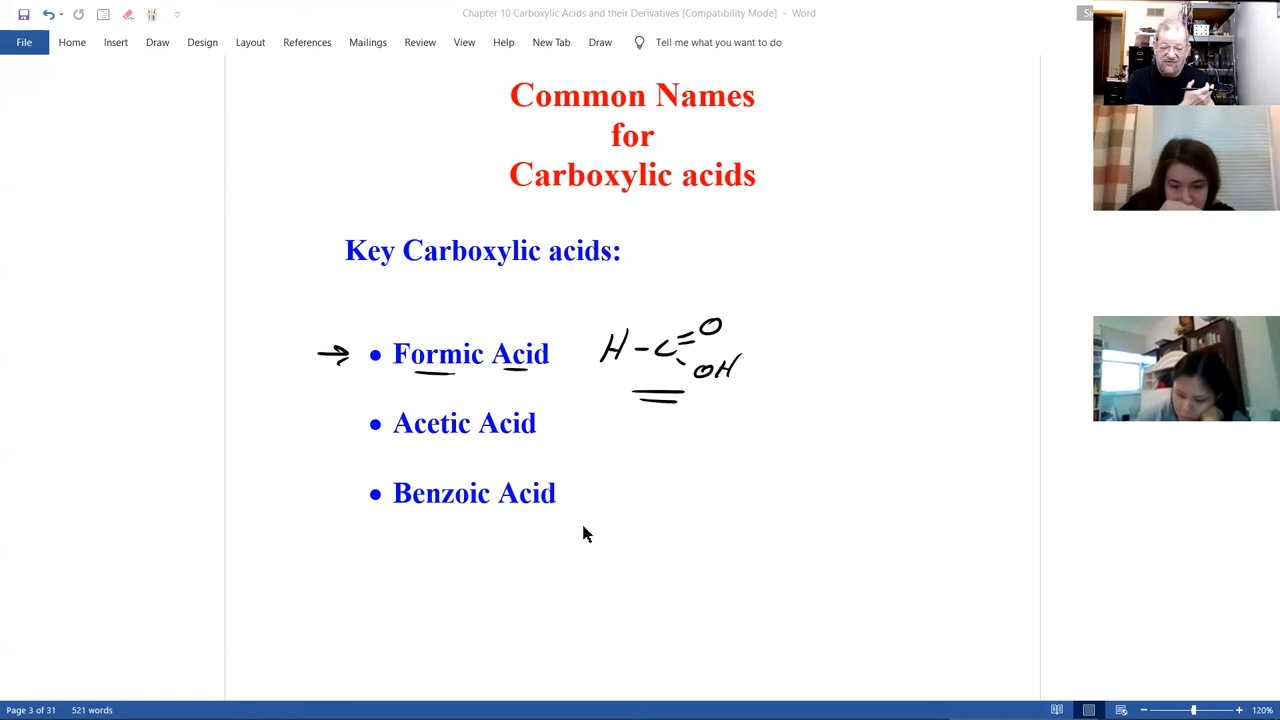 Chapter 10 Carboxylic Acids and their Derivatives [Compatibility Mode] - Word
File Home Insert Draw Design Layout References Mailings Review View Help New Tab Draw Tell me what you want to do
Common Names
for
Carboxylic acids
Key Carboxylic acids:
→ • Formic Acid H-C=O
OH
• Acetic Acid
• Benzoic Acid
Page 3 of 31 521 words 120%